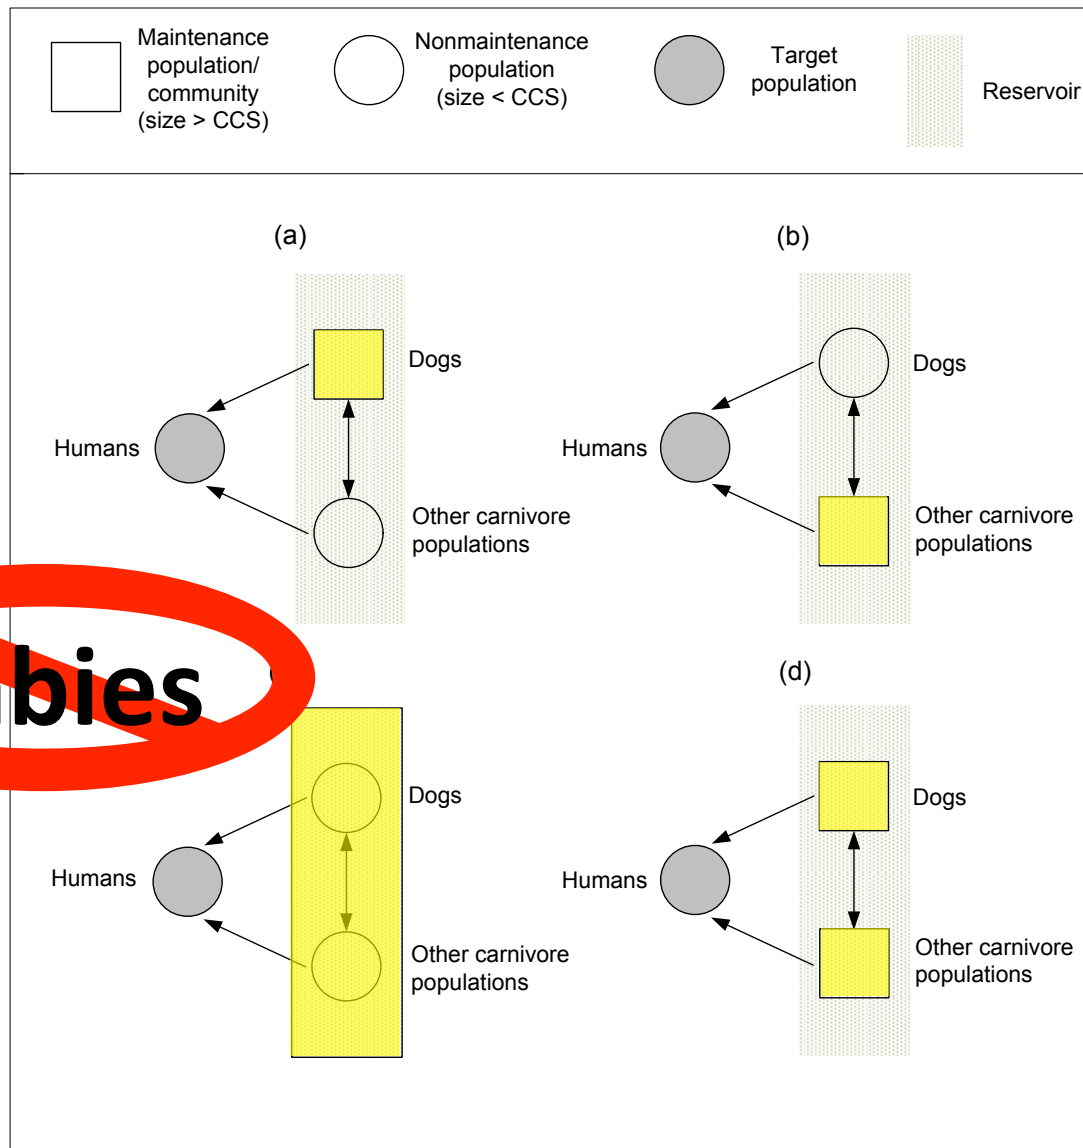 Maintenance
population/
community
(size > CCS)
Nonmaintenance
population
(size < CCS)
Target
population
Reservoir
(a)
Dogs
Humans
Other carnivore
populations
(b)
Dogs
Humans
Other carnivore
populations
Dogs
Humans
Other carnivore
populations
(d)
Dogs
Humans
Other carnivore
populations